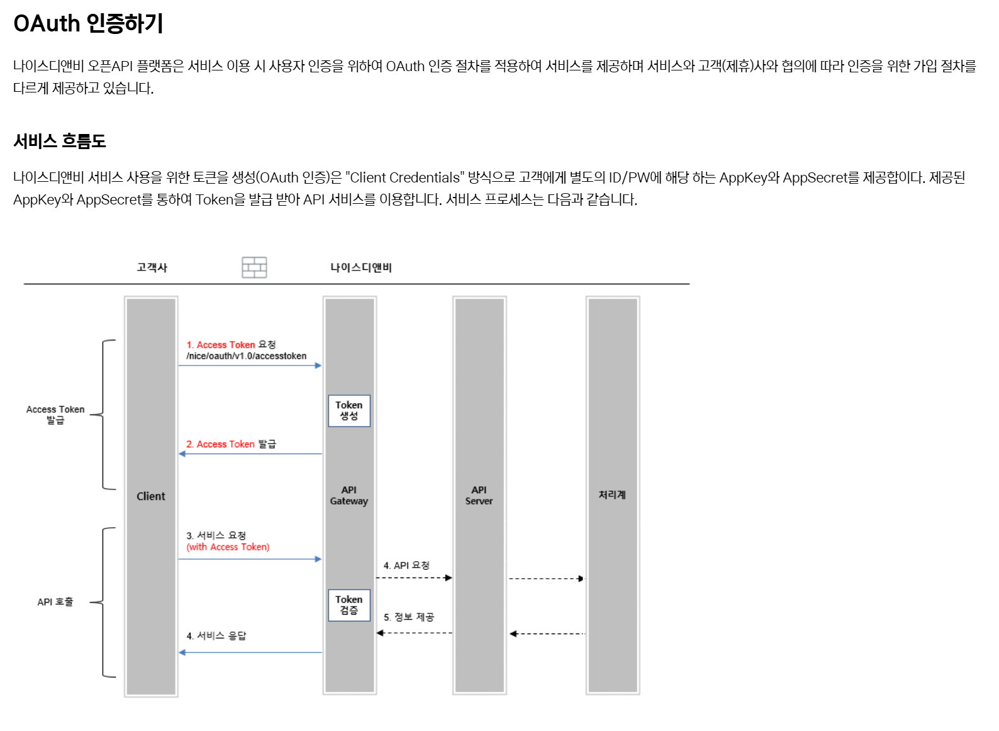 OAuth 인증하기
나이스디앤비 오픈API 플랫폼은 서비스 이용 시 사용자 인증을 위하여 OAuth 인증 절차를 적용하여 서비스를 제공하며 서비스와 고객(제휴)사와 협의에 따라 인증을 위한 가입 절차를
다르게 제공하고 있습니다.
서비스 흐름도
나이스디앤비 서비스 사용을 위한 토큰을 생성(OAuth 인증)은 "Client Credentials" 방식으로 고객에게 별도의 ID/PW에 해당 하는 AppKey와 AppSecret를 제공합이다. 제공된
AppKey와 AppSecret를 통하여 Token을 발급 받아 API 서비스를 이용합니다. 서비스 프로세스는 다음과 같습니다.
고객사
나이스디앤비
1. Access Token 요청
/nice/oauth/v1.0/accesstoken
Token
생성
Access Token
발급
2. Access Token 발급
Client
API
Gateway
API
Server
처리계
3. 서비스 요청
(with Access Token)
4. API 요청
API 호출
Token
검증
5. 정보 제공
4. 서비스 응답